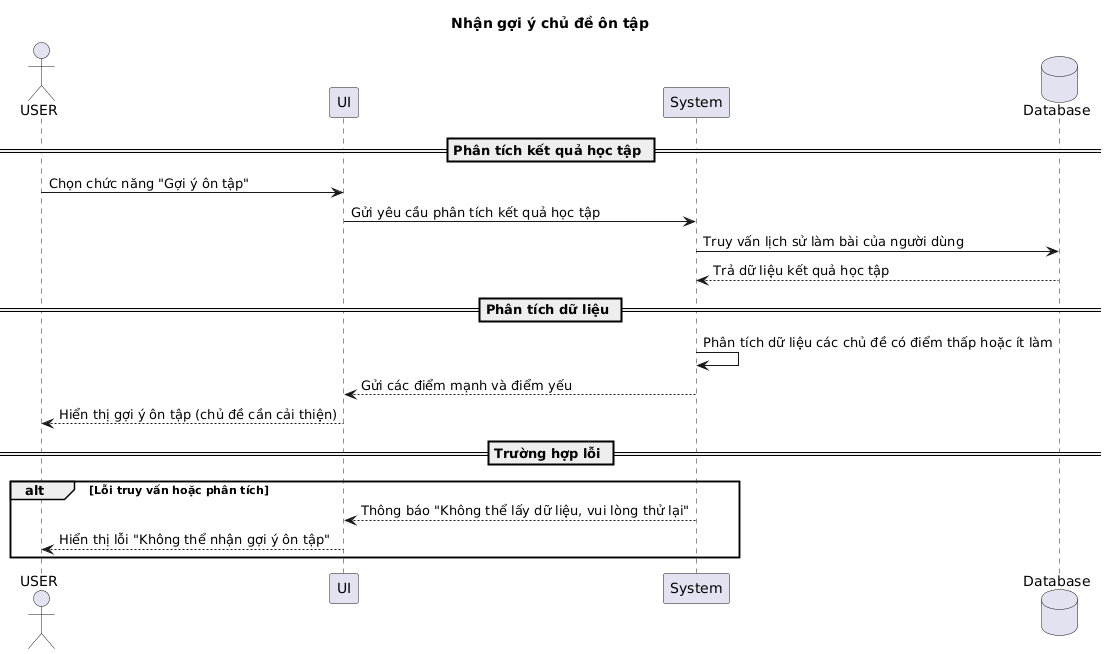 Nhận gợi ý chủ đề ôn tập
USER
UI
System
Database
Phân tích kết quả học tập
Chọn chức năng "Gợi ý ôn tập"
Gửi yêu cầu phân tích kết quả học tập
Truy vấn lịch sử làm bài của người dùng
Trả dữ liệu kết quả học tập
Phân tích dữ liệu
Phân tích dữ liệu các chủ đề có điểm thấp hoặc ít làm
Gửi các điểm mạnh và điểm yếu
Hiển thị gợi ý ôn tập (chủ đề cần cải thiện)
Trường hợp lỗi
alt [Lỗi truy vấn hoặc phân tích]
Thông báo "Không thể lấy dữ liệu, vui lòng thử lại"
Hiển thị lỗi "Không thể nhận gợi ý ôn tập"
USER
UI
System
Database